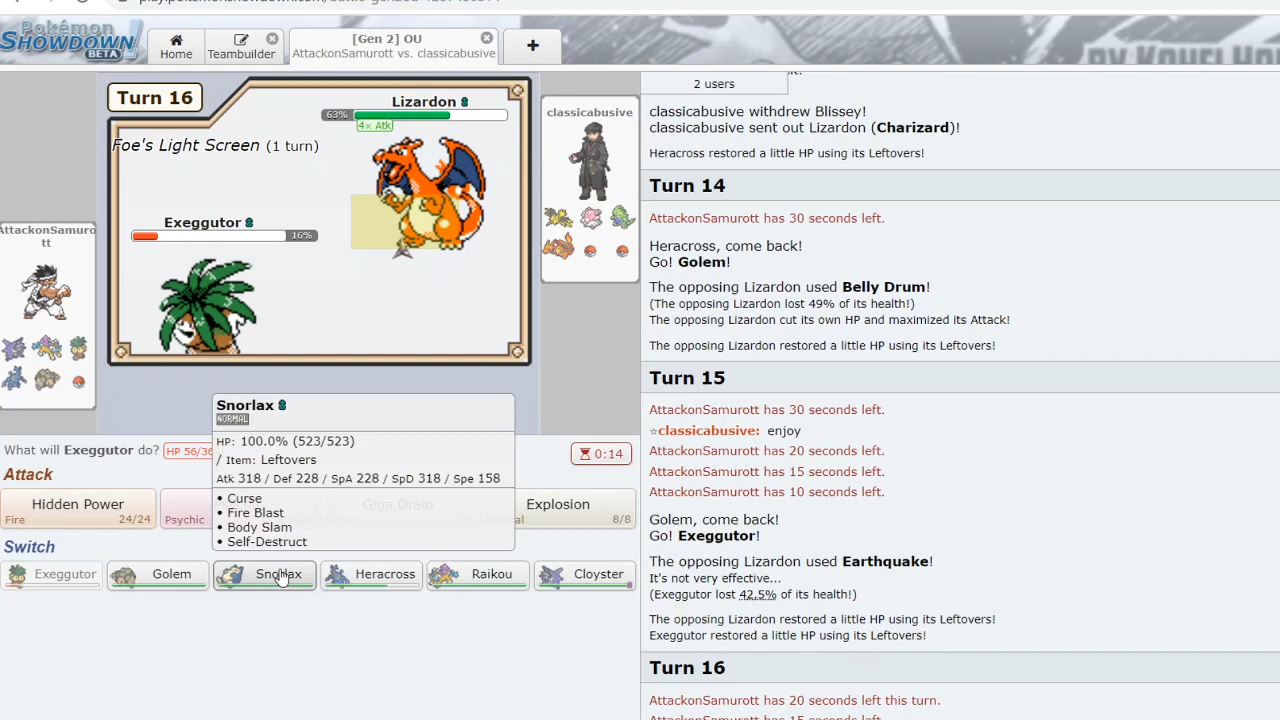 Pokémon
SHOWDOWN
BETA
Home
Teambuilder
[Gen 2] OU
AttackonSamurott vs. classicabusive
+
Turn 16
Foe's Light Screen (1 turn)
Lizardon
63%
4× Atk
Exeggutor
16%
AttackonSamuro
tt
classicabusive
Snorlax
NORMAL
HP: 100.0% (523/523)
/ Item: Leftovers
Atk 318 / Def 228 / SpA 228 / SpD 318 / Spe 158
• Curse
• Fire Blast
• Body Slam
• Self-Destruct
What will Exeggutor do?
0:14
Attack
Hidden Power
Fire 24/24
Psychic
Giga Drain
Explosion
Normal 8/8
Switch
Exeggutor
Golem
Snorlax
Heracross
Raikou
Cloyster
2 users
classicabusive withdrew Blissey!
classicabusive sent out Lizardon (Charizard)!
Heracross restored a little HP using its Leftovers!
Turn 14
AttackonSamurott has 30 seconds left.
Heracross, come back!
Go! Golem!
The opposing Lizardon used Belly Drum!
(The opposing Lizardon lost 49% of its health!)
The opposing Lizardon cut its own HP and maximized its Attack!
The opposing Lizardon restored a little HP using its Leftovers!
Turn 15
AttackonSamurott has 30 seconds left.
☆classicabusive: enjoy
AttackonSamurott has 20 seconds left.
AttackonSamurott has 15 seconds left.
AttackonSamurott has 10 seconds left.
Golem, come back!
Go! Exeggutor!
The opposing Lizardon used Earthquake!
It's not very effective...
(Exeggutor lost 42.5% of its health!)
The opposing Lizardon restored a little HP using its Leftovers!
Exeggutor restored a little HP using its Leftovers!
Turn 16
AttackonSamurott has 20 seconds left this turn.